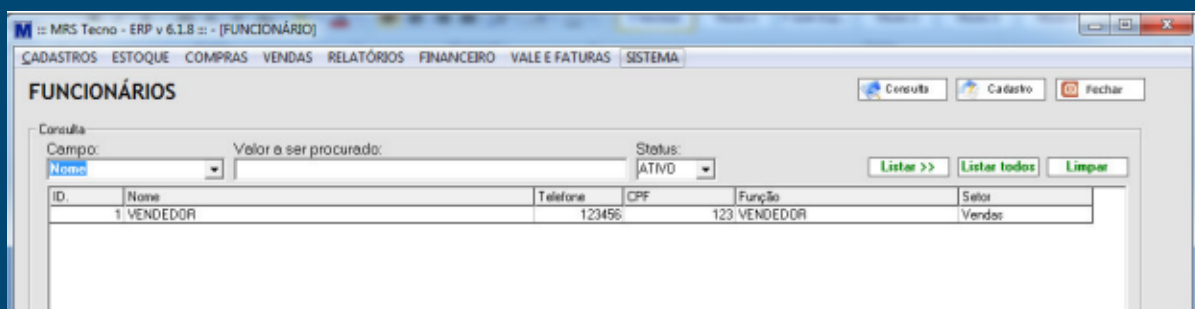 M ::: MRS Tecno - ERP v 6.1.8 ::: - [FUNCIONÁRIO]
CADASTROS ESTOQUE COMPRAS VENDAS RELATÓRIOS FINANCEIRO VALE E FATURAS SISTEMA
FUNCIONÁRIOS Consulta Cadastro Fechar
Consulta
Campo: Valor a ser procurado: Status:
Nome ATIVO Listar >> Listar todos Limpar
ID. Nome Telefone CPF Função Setor
1 VENDEDOR 123456 123 VENDEDOR Vendas